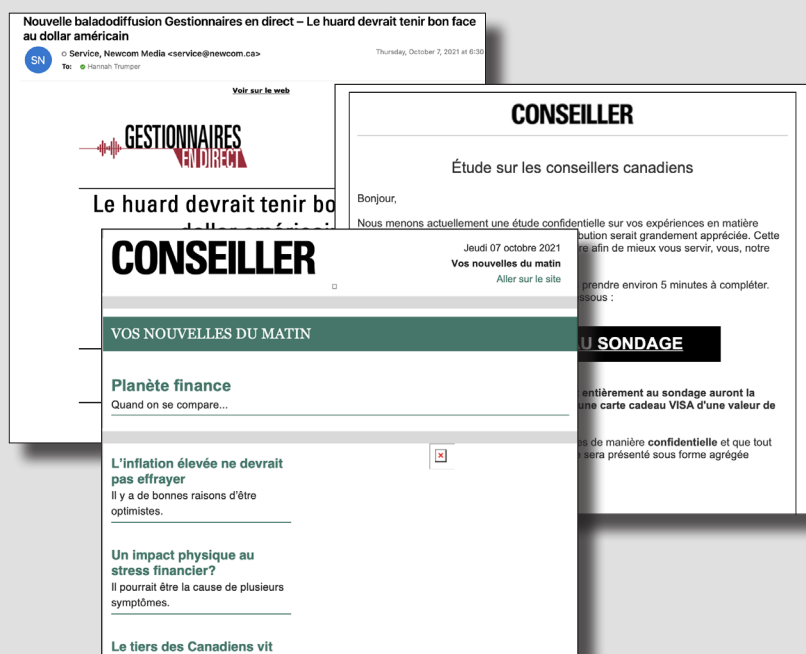 Nouvelle baladodiffusion Gestionnaires en direct – Le huard devrait tenir bon face
au dollar américain
SN
Service, Newcom Media <service@newcom.ca>
Thursday, October 7, 2021 at 6:30
To: Hannah Trumper
Voir sur le web
GESTIONNAIRES
EN DIRECT
Le huard devrait tenir bo
CONSEILLER
Étude sur les conseillers canadiens
Bonjour,
Nous menons actuellement une étude confidentielle sur vos expériences en matière
bution serait grandement appréciée. Cette
re afin de mieux vous servir, vous, notre
prendre environ 5 minutes à compléter.
ssous :
U SONDAGE
entièrement au sondage auront la
une carte cadeau VISA d'une valeur de
es de manière confidentielle et que tout
sera présenté sous forme agrégée
CONSEILLER
Jeudi 07 octobre 2021
Vos nouvelles du matin
Aller sur le site
VOS NOUVELLES DU MATIN
Planète finance
Quand on se compare...
L'inflation élevée ne devrait
pas effrayer
Il y a de bonnes raisons d'être
optimistes.
Un impact physique au
stress financier?
Il pourrait être la cause de plusieurs
symptômes.
Le tiers des Canadiens vit